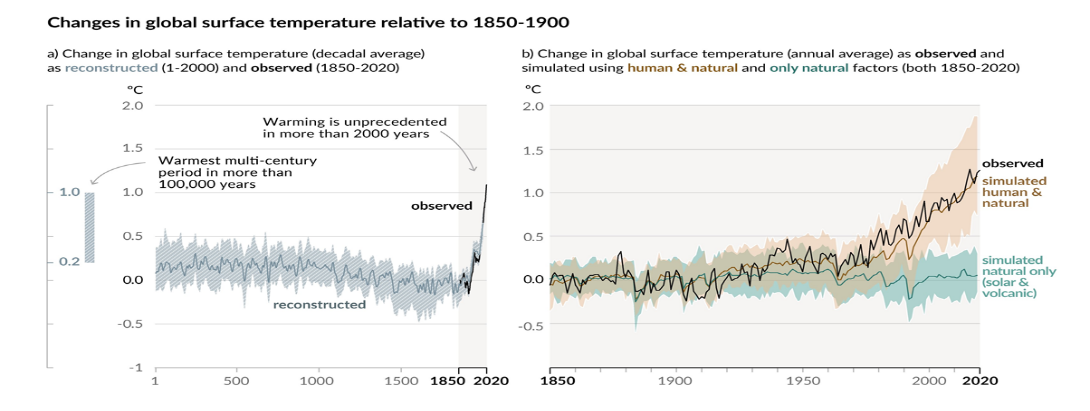 Changes in global surface temperature relative to 1850-1900
a) Change in global surface temperature (decadal average)
as reconstructed (1-2000) and observed (1850-2020)
°C
2.0
1.5
1.0
0.5
0.0
-0.5
-1
1.0
0.2
Warming is unprecedented
in more than 2000 years
Warmest multi-century
period in more than
100,000 years
observed
reconstructed
1
500
1000
1500
1850
2020
b) Change in global surface temperature (annual average) as observed and
simulated using human & natural and only natural factors (both 1850-2020)
°C
2.0
1.5
1.0
0.5
0.0
-0.5
observed
simulated
human &
natural
simulated
natural only
(solar &
volcanic)
1850
1900
1950
2000
2020